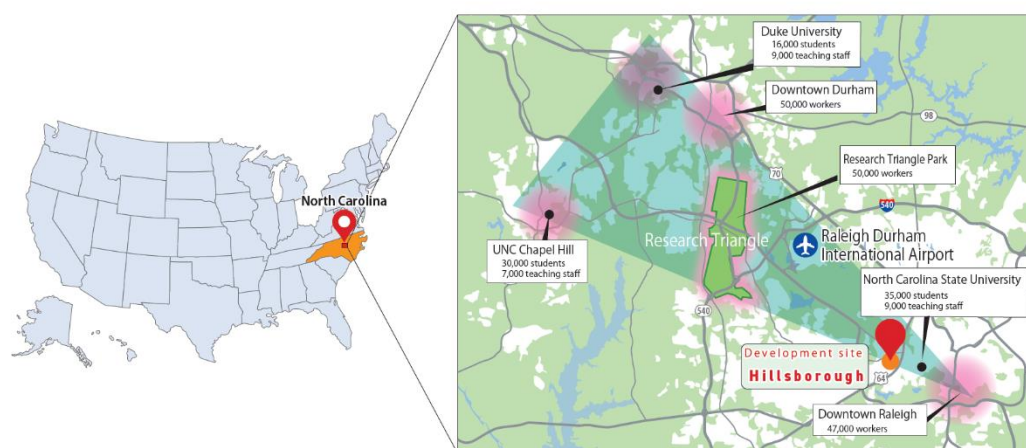 North Carolina
Duke University
16,000 students
9,000 teaching staff
Downtown Durham
50,000 workers
98
Research Triangle Park
50,000 workers
70
540
UNC Chapel Hill
30,000 students
7,000 teaching staff
Research Triangle
Raleigh Durham
International Airport
North Carolina State University
35,000 students
9,000 teaching staff
540
Development site
Hillsborough
64
Downtown Raleigh
47,000 workers